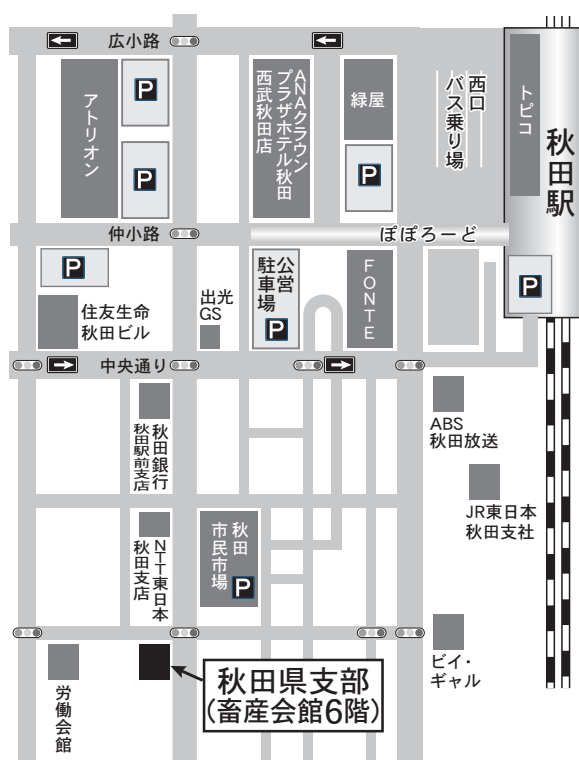 広小路
アトリオン
P
P
ANAクラウン
プラザホテル秋田
西武秋田店
緑屋
P
西口
バス乗り場
トピコ
秋田駅
仲小路
ぽぽろーど
P
住友生命
秋田ビル
出光
GS
公営
駐車場
P
FONTE
P
中央通り
秋田銀行
秋田駅前支店
ABS
秋田放送
JR東日本
秋田支社
NTT東日本
秋田支店
秋田
市民市場
P
ビイ・
ギャル
労働会館
秋田県支部
(畜産会館6階)